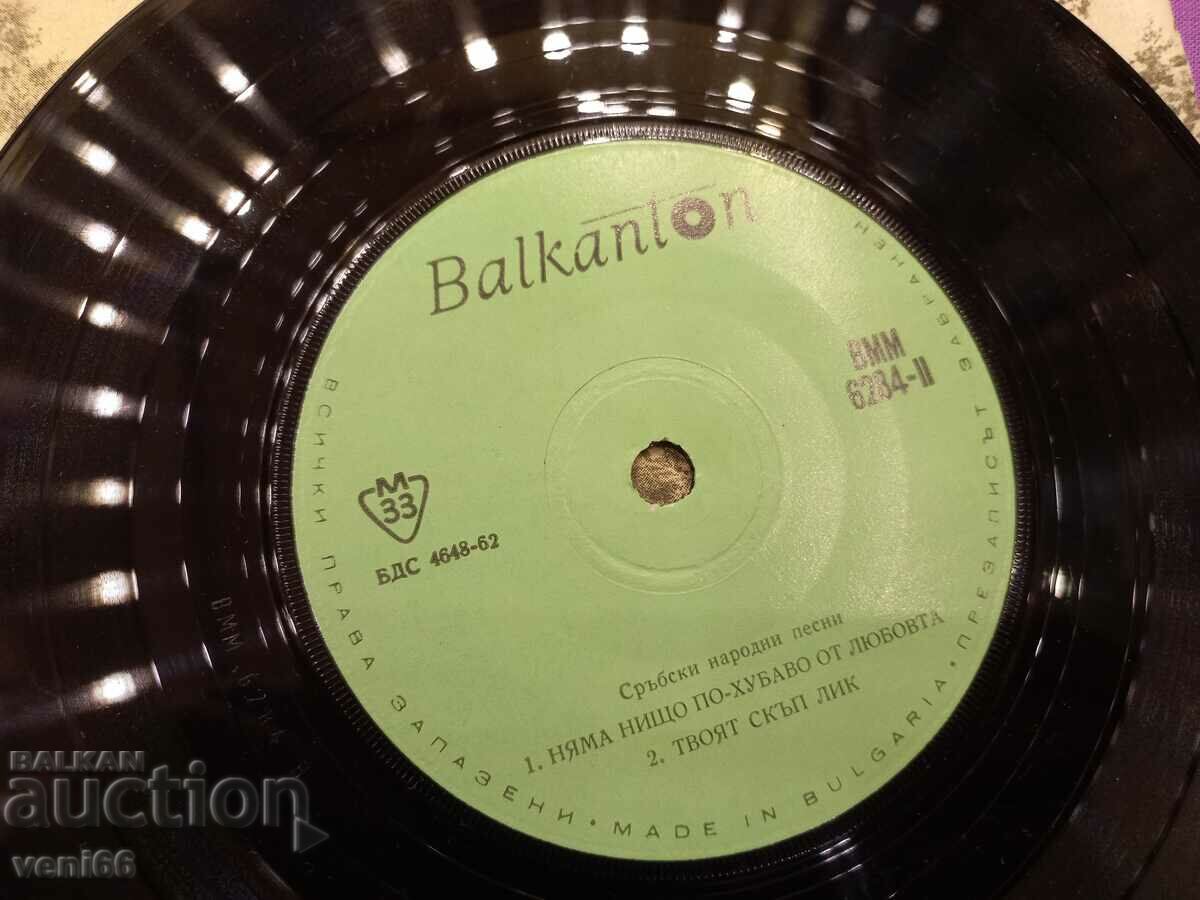 Balkanton
ВММ
6284-II
М
33
БДС 4648-62
Сръбски народни песни
1. НЯМА НИЩО ПО-ХУБАВО ОТ ЛЮБОВТА
2. ТВОЯТ СКЪП ЛИК
ВСИЧКИ ПРАВА ЗАПАЗЕНИ • MADE IN BULGARIA • ПРЕЗАПИСЪТ ЗАБРАНЕН
BALKAN
auction
veni66